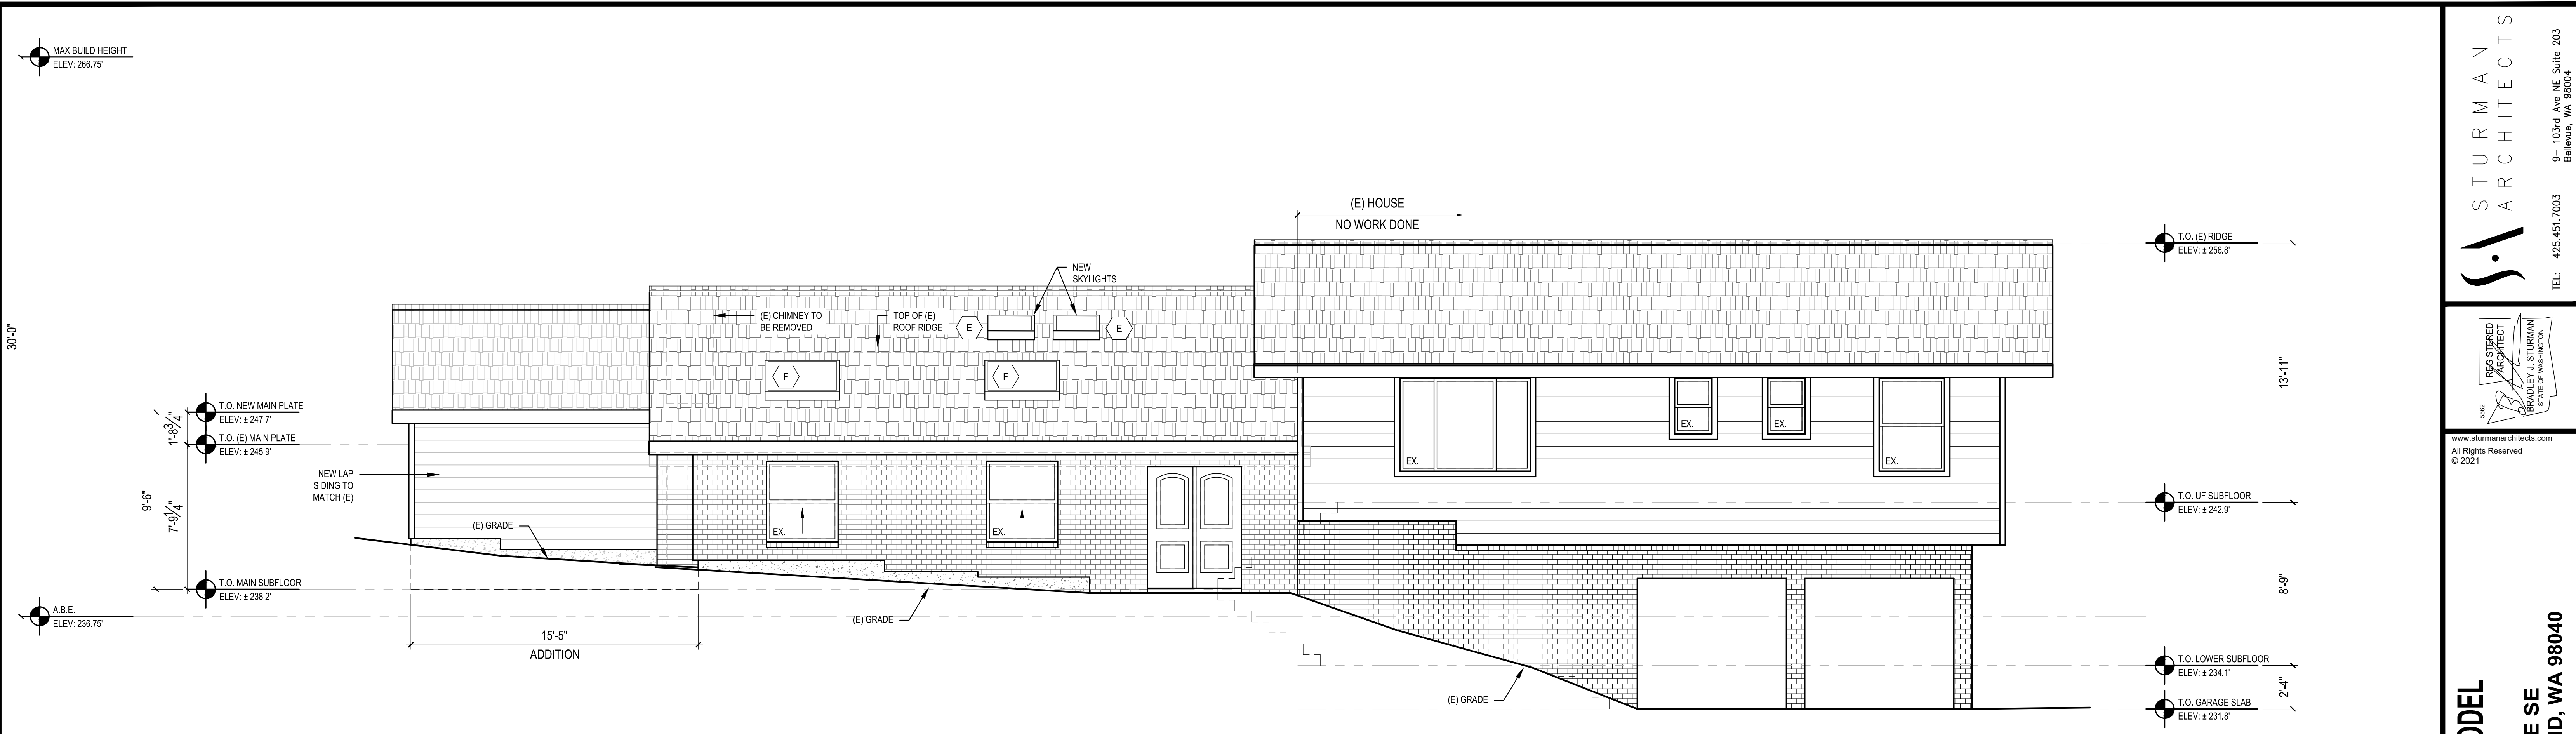 MAX BUILD HEIGHT
ELEV: 266.75'
30'-0"
(E) HOUSE
NO WORK DONE
T.O. (E) RIDGE
ELEV: ± 256.8'
NEW
SKYLIGHTS
(E) CHIMNEY TO
BE REMOVED
TOP OF (E)
ROOF RIDGE
E
E
F
F
13'-11"
T.O. NEW MAIN PLATE
ELEV: ± 247.7'
1'-8 3/4"
T.O. (E) MAIN PLATE
ELEV: ± 245.9'
EX.
EX.
EX.
EX.
NEW LAP
SIDING TO
MATCH (E)
9'-6"
7'-9 1/4"
(E) GRADE
EX.
EX.
T.O. UF SUBFLOOR
ELEV: ± 242.9'
T.O. MAIN SUBFLOOR
ELEV: ± 238.2'
8'-9"
A.B.E.
ELEV: 236.75'
(E) GRADE
15'-5"
ADDITION
T.O. LOWER SUBFLOOR
ELEV: ± 234.1'
(E) GRADE
2'-4"
T.O. GARAGE SLAB
ELEV: ± 231.8'
STURMAN
ARCHITECTS
9- 103rd Ave NE Suite 203
Bellevue, WA 98004
TEL: 425.451.7003
5562
REGISTERED
ARCHITECT
BRADLEY J. STURMAN
STATE OF WASHINGTON
www.sturmanarchitects.com
All Rights Reserved
© 2021
WA 98040